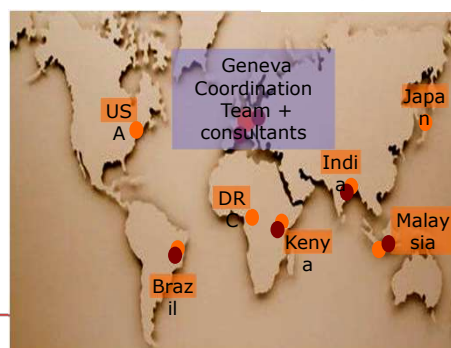 Geneva
Coordination
Team +
consultants
US
A
Japa
n
Indi
a
DR
C
Keny
a
Malay
sia
Braz
il